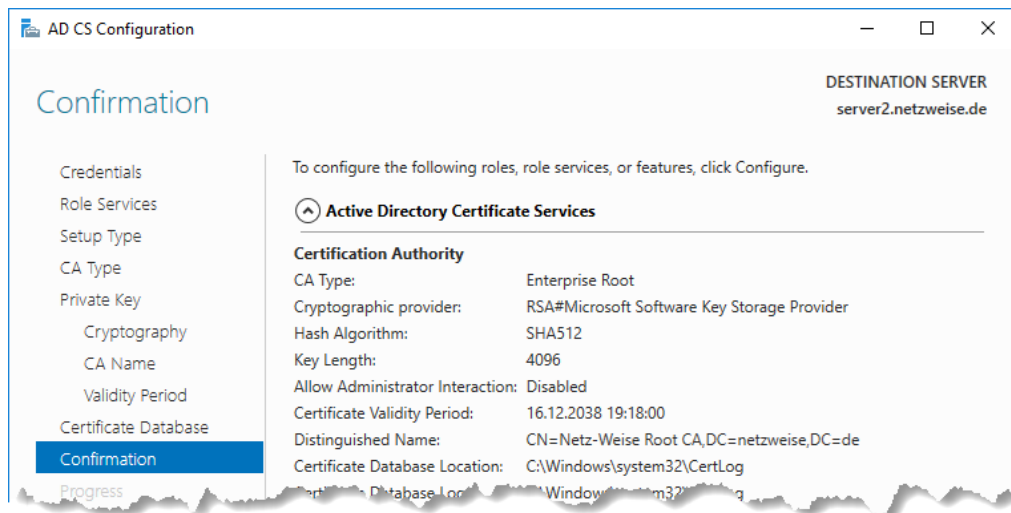 AD CS Configuration
DESTINATION SERVER
server2.netzweise.de
Confirmation
Credentials
Role Services
Setup Type
CA Type
Private Key
Cryptography
CA Name
Validity Period
Certificate Database
Confirmation
Progress
To configure the following roles, role services, or features, click Configure.
Active Directory Certificate Services
Certification Authority
CA Type: Enterprise Root
Cryptographic provider: RSA#Microsoft Software Key Storage Provider
Hash Algorithm: SHA512
Key Length: 4096
Allow Administrator Interaction: Disabled
Certificate Validity Period: 16.12.2038 19:18:00
Distinguished Name: CN=Netz-Weise Root CA,DC=netzweise,DC=de
Certificate Database Location: C:\Windows\system32\CertLog
Database